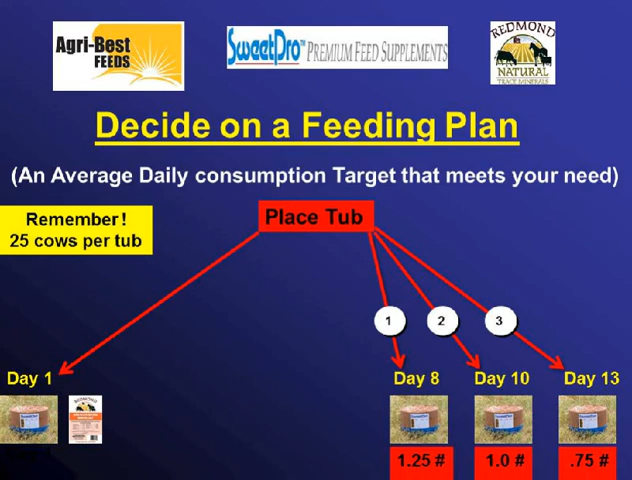 Agri-Best
FEEDS
SweetPro™ PREMIUM FEED SUPPLEMENTS
REDMOND
NATURAL
TRACE MINERALS
Decide on a Feeding Plan
(An Average Daily consumption Target that meets your need)
Remember!
25 cows per tub
Place Tub
1
2
3
Day 1
Day 8
Day 10
Day 13
REDMOND
1.25 #
1.0 #
.75 #